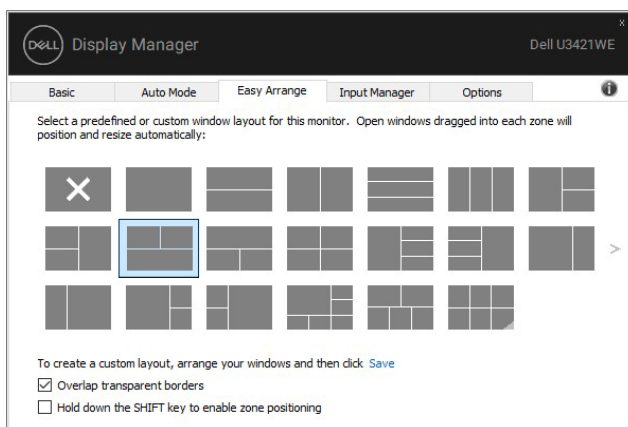 x
DELL Display Manager
Dell U3421WE
Basic
Auto Mode
Easy Arrange
Input Manager
Options
i
Select a predefined or custom window layout for this monitor. Open windows dragged into each zone will
position and resize automatically:
>
To create a custom layout, arrange your windows and then click Save
Overlap transparent borders
Hold down the SHIFT key to enable zone positioning